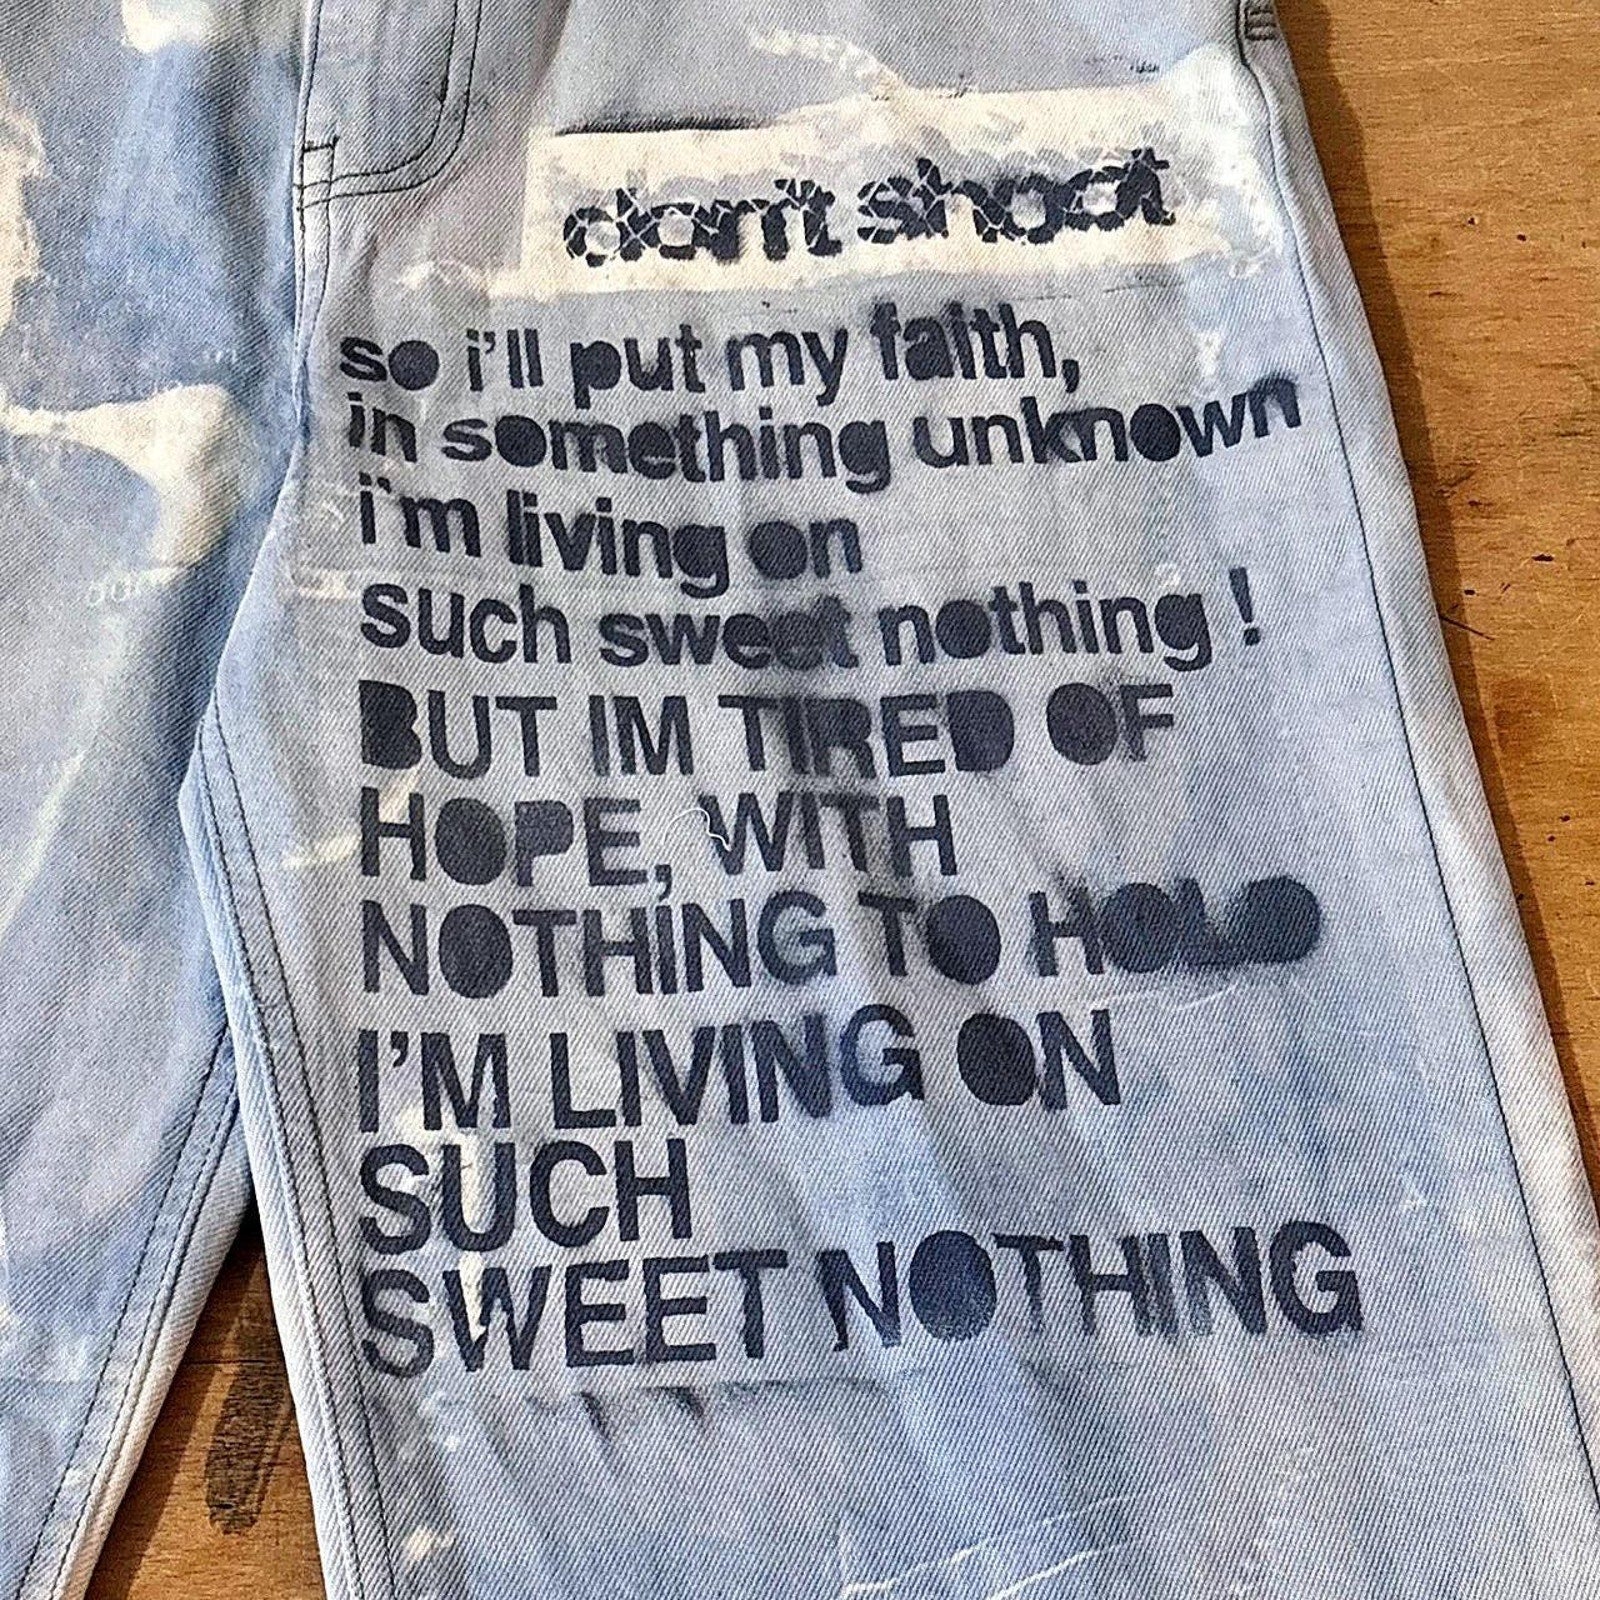 don't shoot
so i'll put my faith,
in something unknown
i'm living on
such sweet nothing !
BUT IM TIRED OF
HOPE, WITH
NOTHING TO HOLD
I'M LIVING ON
SUCH
SWEET NOTHING